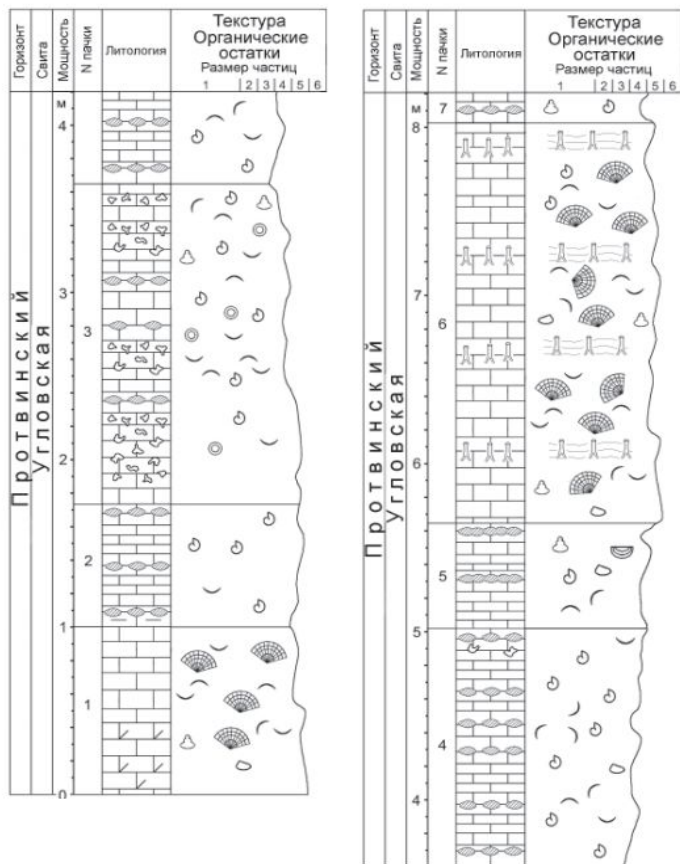 Горизонт
Свита
Мощность
N пачки
Литология
Текстура
Органические
остатки
Размер частиц
1 2 3 4 5 6
Протвинский
Угловская
м
4
3
2
1
0
3
2
1
Горизонт
Свита
Мощность
N пачки
Литология
Текстура
Органические
остатки
Размер частиц
1 2 3 4 5 6
Протвинский
Угловская
м
8
7
6
5
4
7
6
5
4